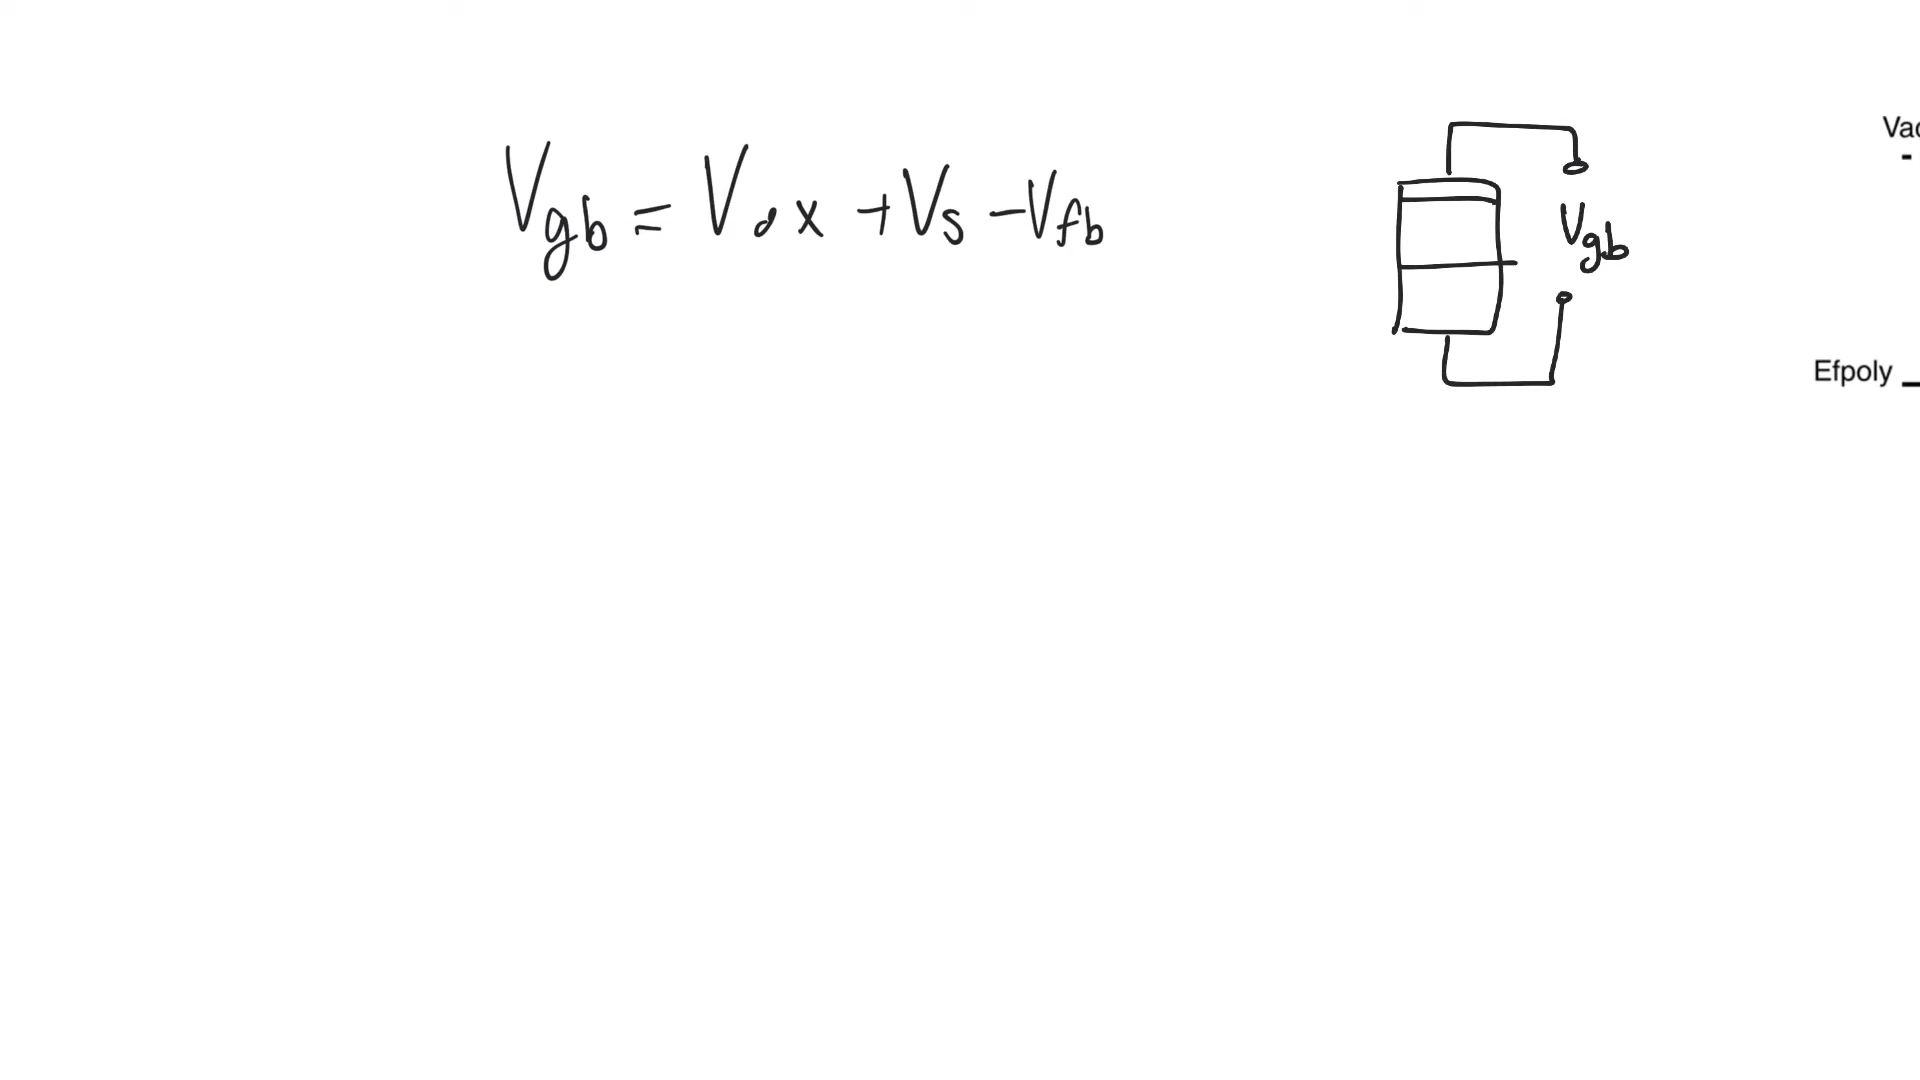 Vgb = Vox + Vs - Vfb
Vgb
Efpoly